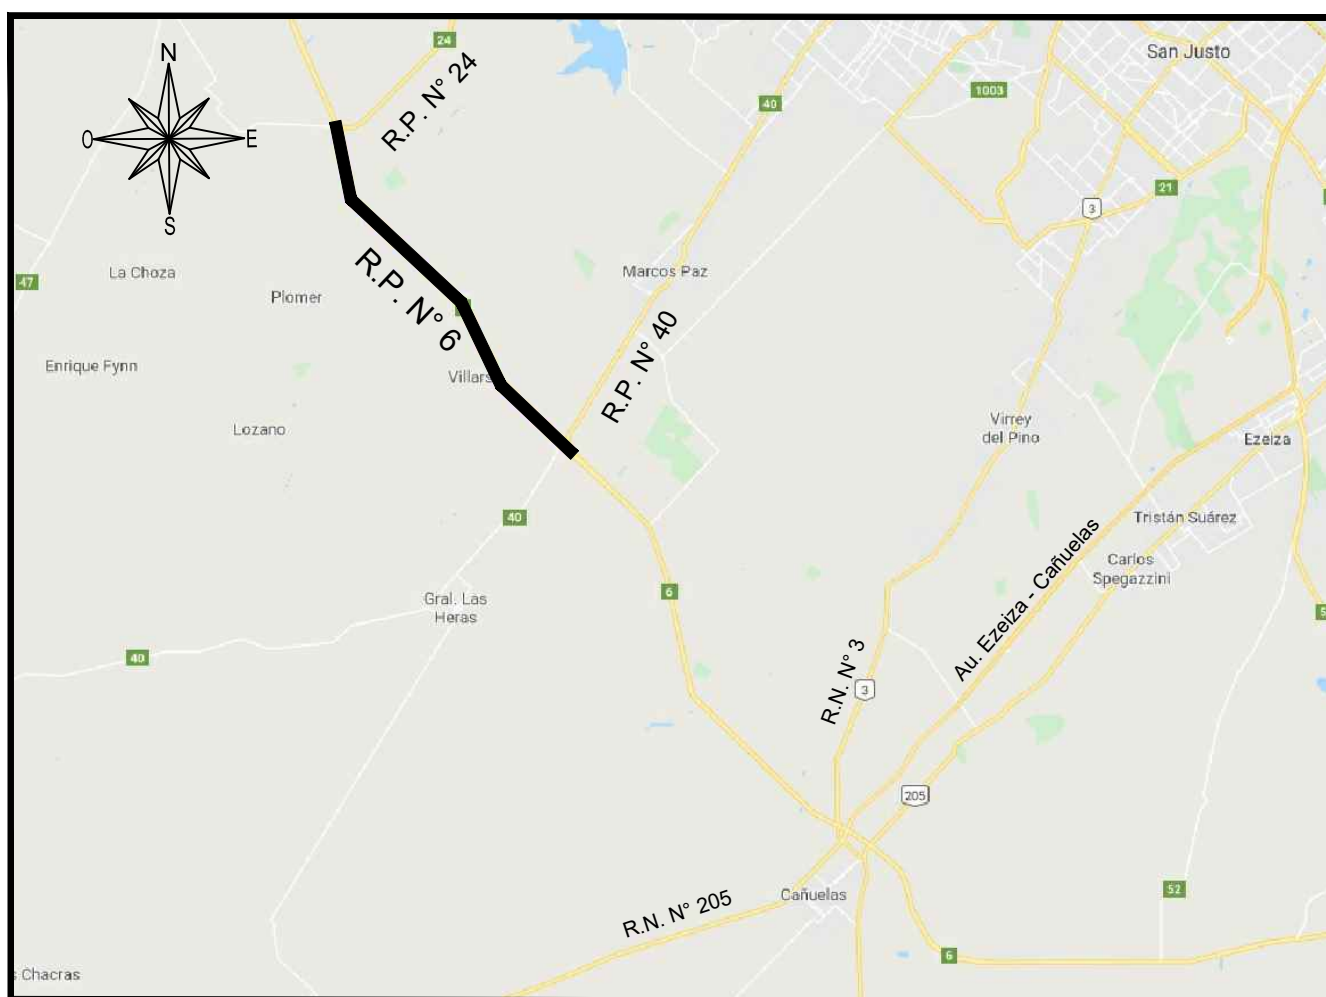 24
San Justo
N
R.P. N° 24
1003
40
O
E
21
3
S
La Choza
Marcos Paz
47
Plomer
R.P. N° 6
Enrique Fynn
R.P. N° 40
Villars
Lozano
Virrey
del Pino
Ezeiza
40
Tristán Suárez
Au. Ezeiza - Cañuelas
Carlos
Spegazzini
6
Gral. Las
Heras
40
R.N. N° 3
3
205
Cañuelas
52
R.N. N° 205
6
s Chacras